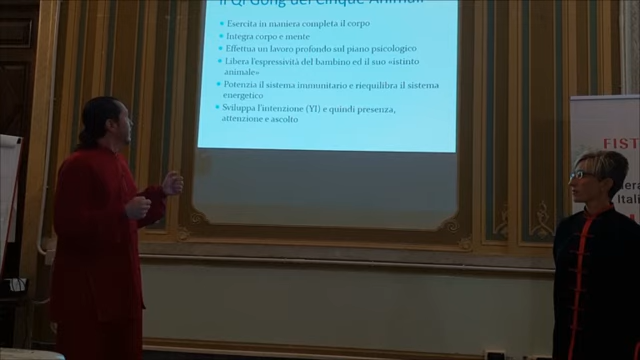 Il Qi Gong dei Cinque Animali
Esercita in maniera completa il corpo
Integra corpo e mente
Effettua un lavoro profondo sul piano psicologico
Libera l'espressività del bambino ed il suo «istinto
animale»
Potenzia il sistema immunitario e riequilibra il sistema
energetico
Sviluppa l'intenzione (YI) e quindi presenza,
attenzione e ascolto
FIST
Ital